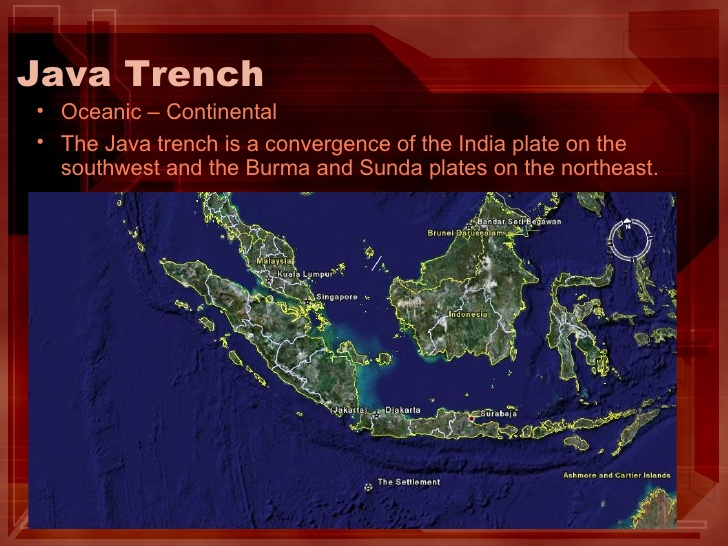 Java Trench
• Oceanic – Continental
• The Java trench is a convergence of the India plate on the
southwest and the Burma and Sunda plates on the northeast.
Bandar Seri Begawan
Brunei Darussalam
N
Malaysia
Kuala Lumpur
Singapore
Indonesia
(Jakarta) Djakarta
Surabaja
Ashmore and Cartier Islands
The Settlement